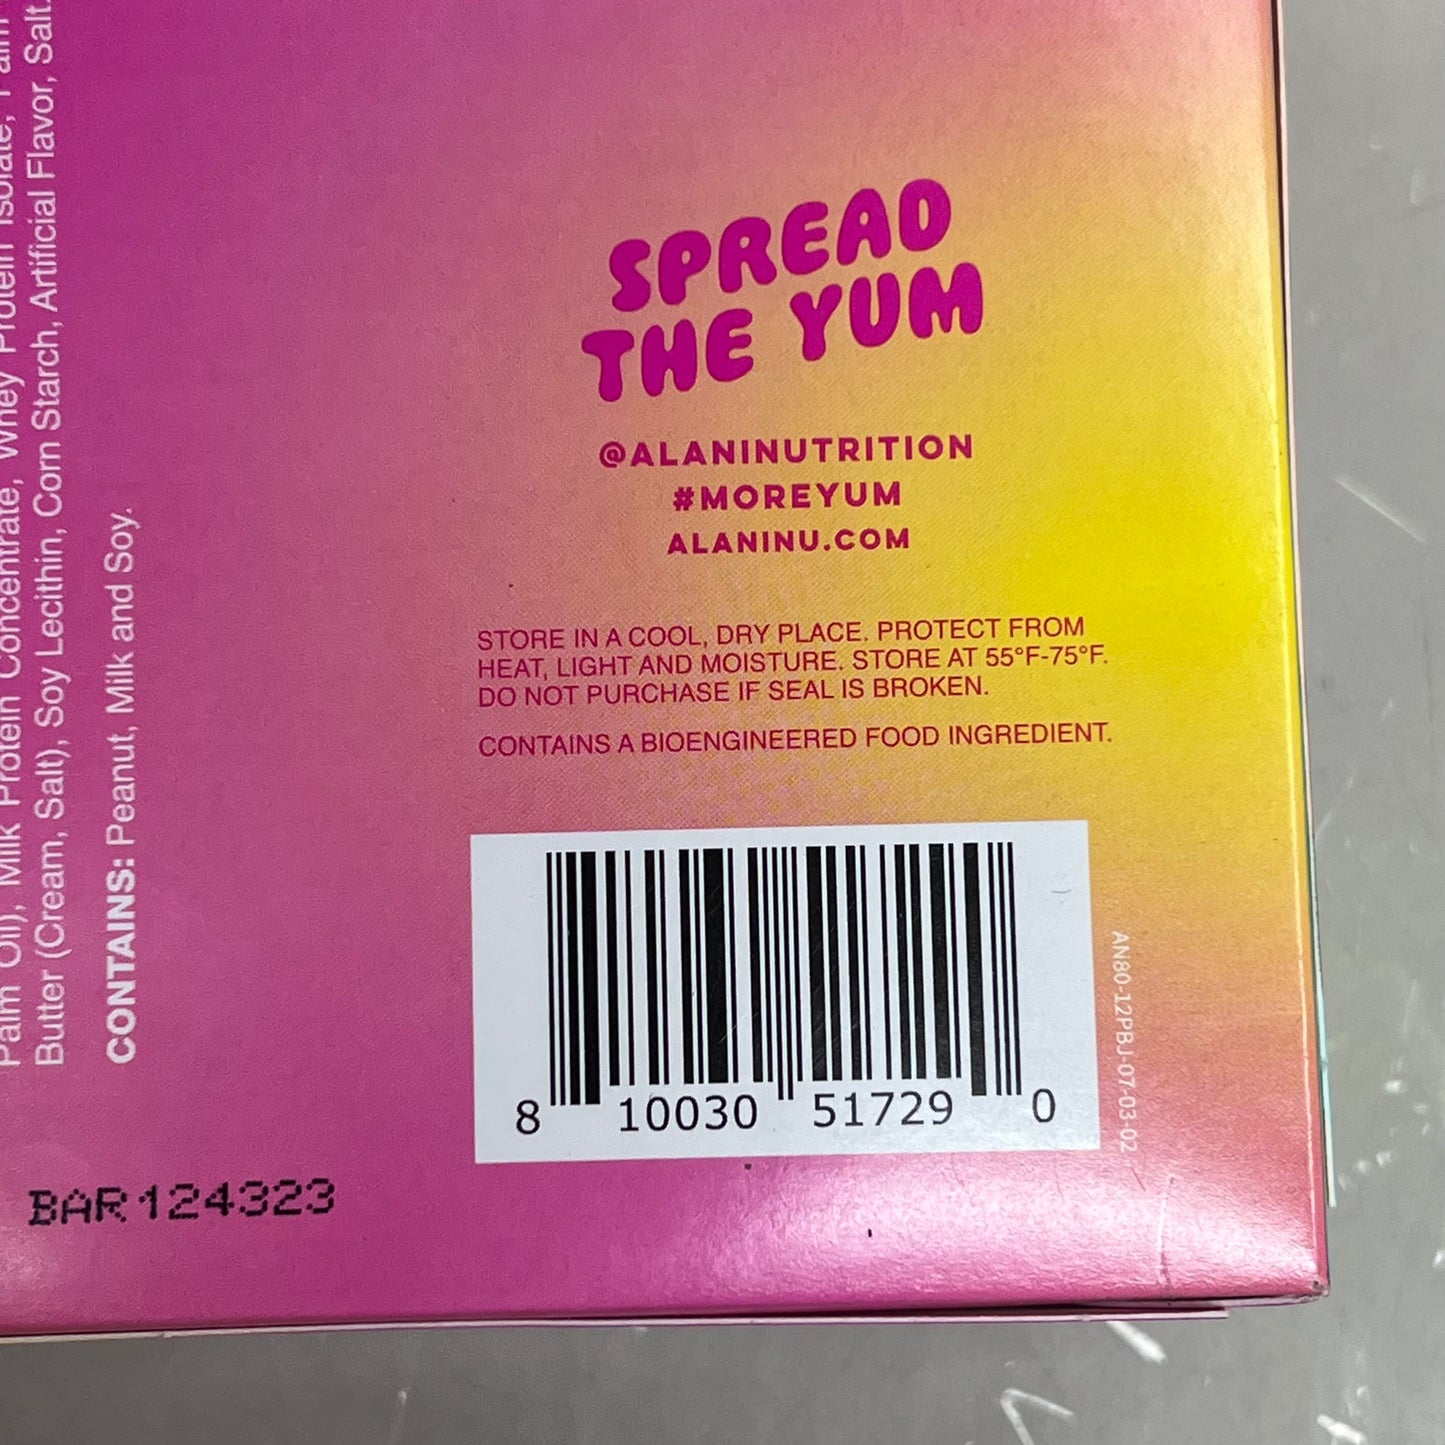 Palm Oil), Milk Protein Concentrate, Whey Protein Isolate,
Butter (Cream, Salt), Soy Lecithin, Corn Starch, Artificial Flavor, Salt.
CONTAINS: Peanut, Milk and Soy.
SPREAD
THE YUM
@ALANINUTRITION
#MOREYUM
ALANINU.COM
STORE IN A COOL, DRY PLACE. PROTECT FROM
HEAT, LIGHT AND MOISTURE. STORE AT 55°F-75°F.
DO NOT PURCHASE IF SEAL IS BROKEN.
CONTAINS A BIOENGINEERED FOOD INGREDIENT.
8 10030 51729 0
AN80-12PBJ-07-03-02
BAR 124323